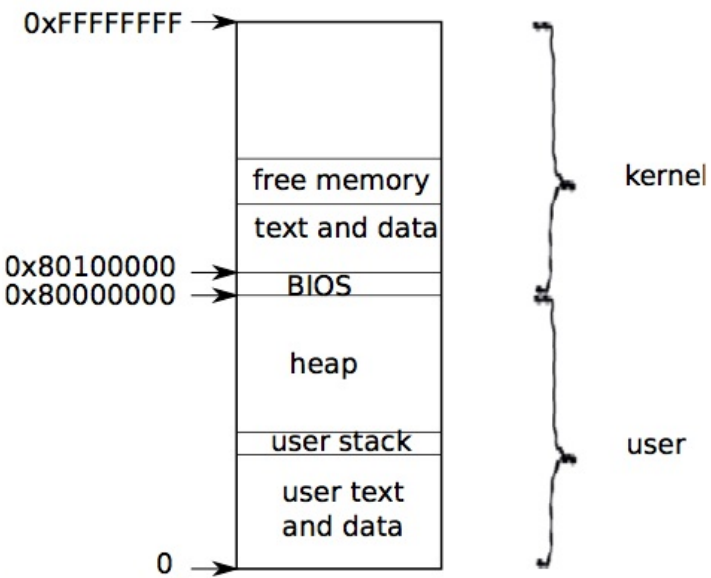 0xFFFFFFFF
free memory
kernel
text and data
0x80100000
BIOS
0x80000000
heap
user stack
user
user text
and data
0